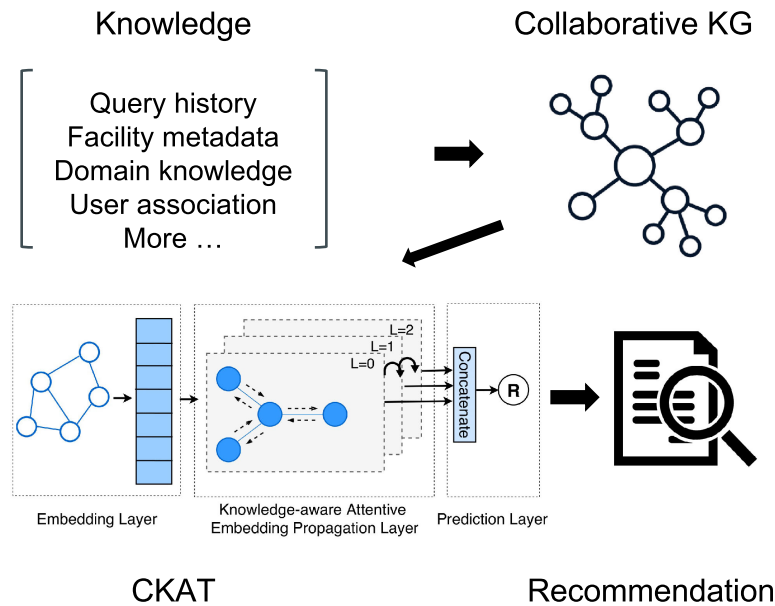 Knowledge
Collaborative KG
Query history
Facility metadata
Domain knowledge
User association
More ...
L=2
L=1
L=0
Concatenate
R
Embedding Layer
Knowledge-aware Attentive
Embedding Propagation Layer
Prediction Layer
CKAT
Recommendation